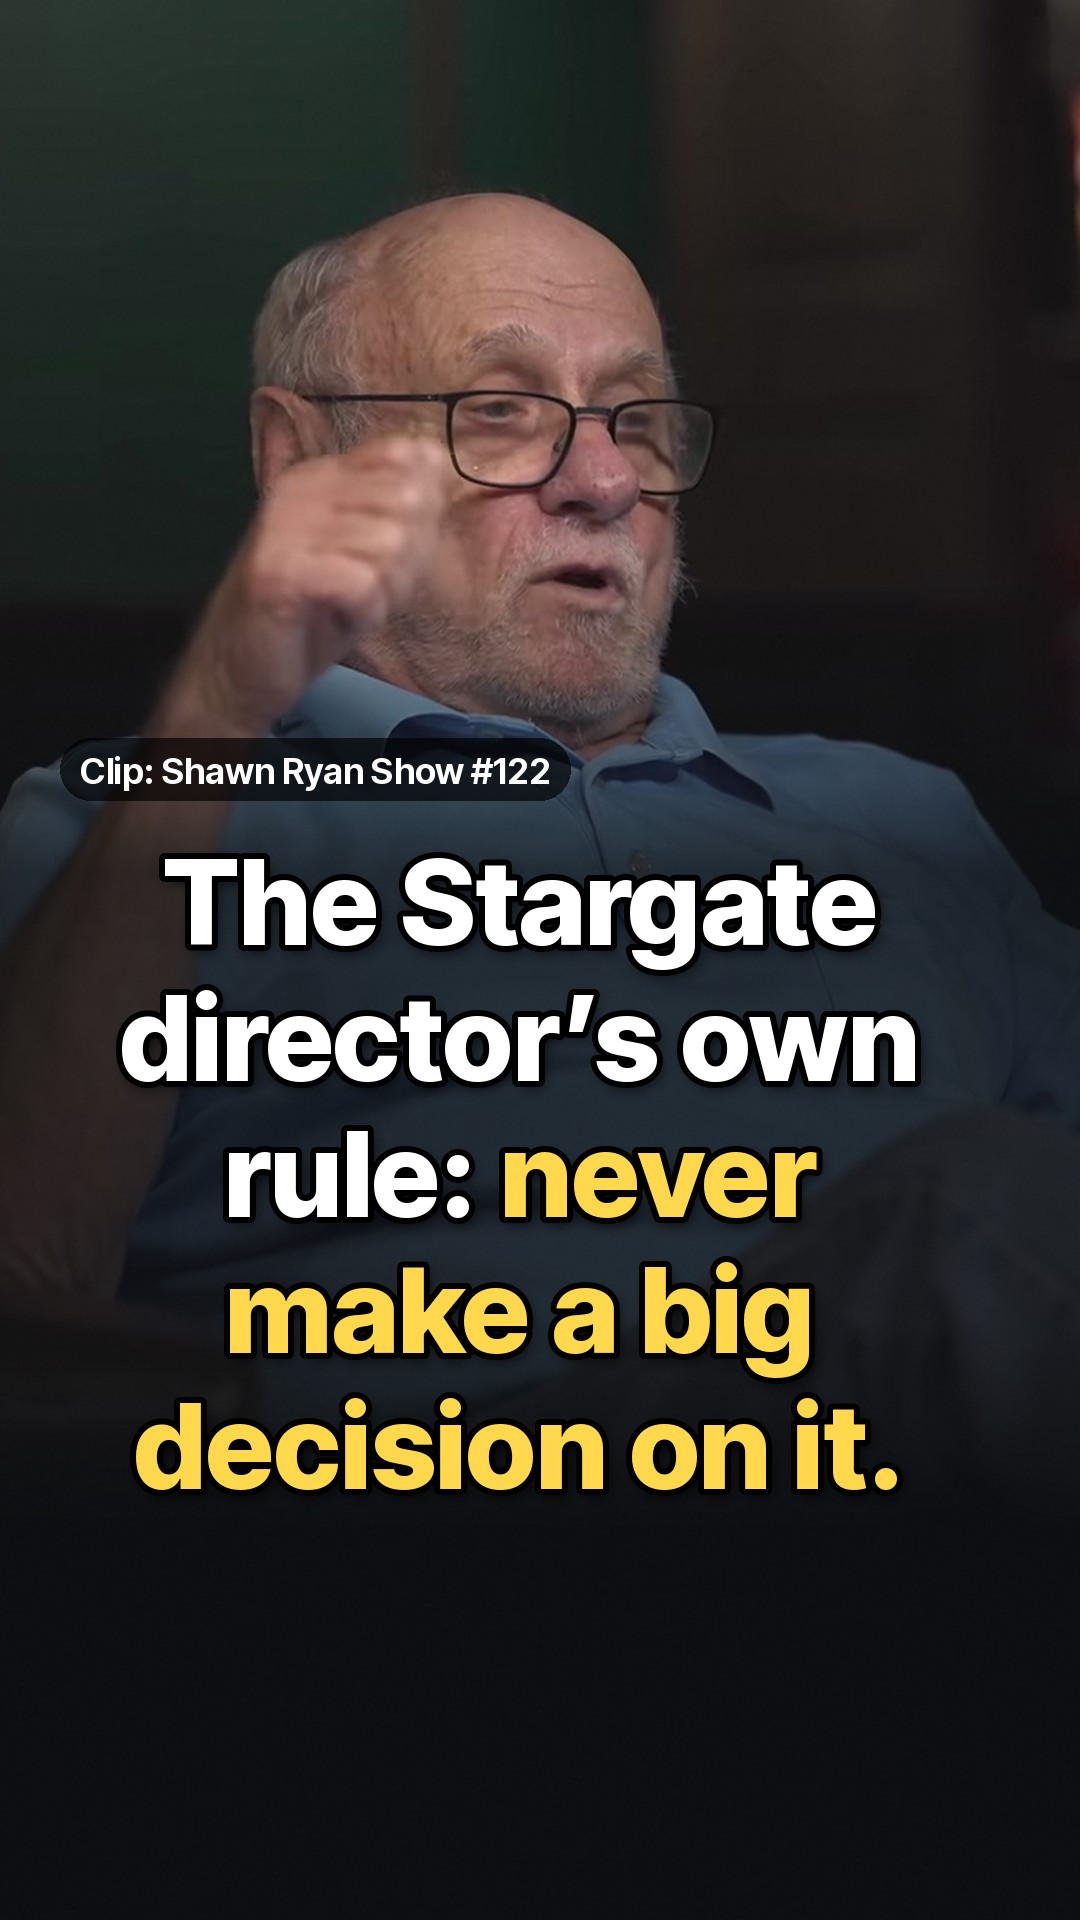 Clip: Shawn Ryan Show #122
The Stargate
director’s own
rule: never
make a big
decision on it.